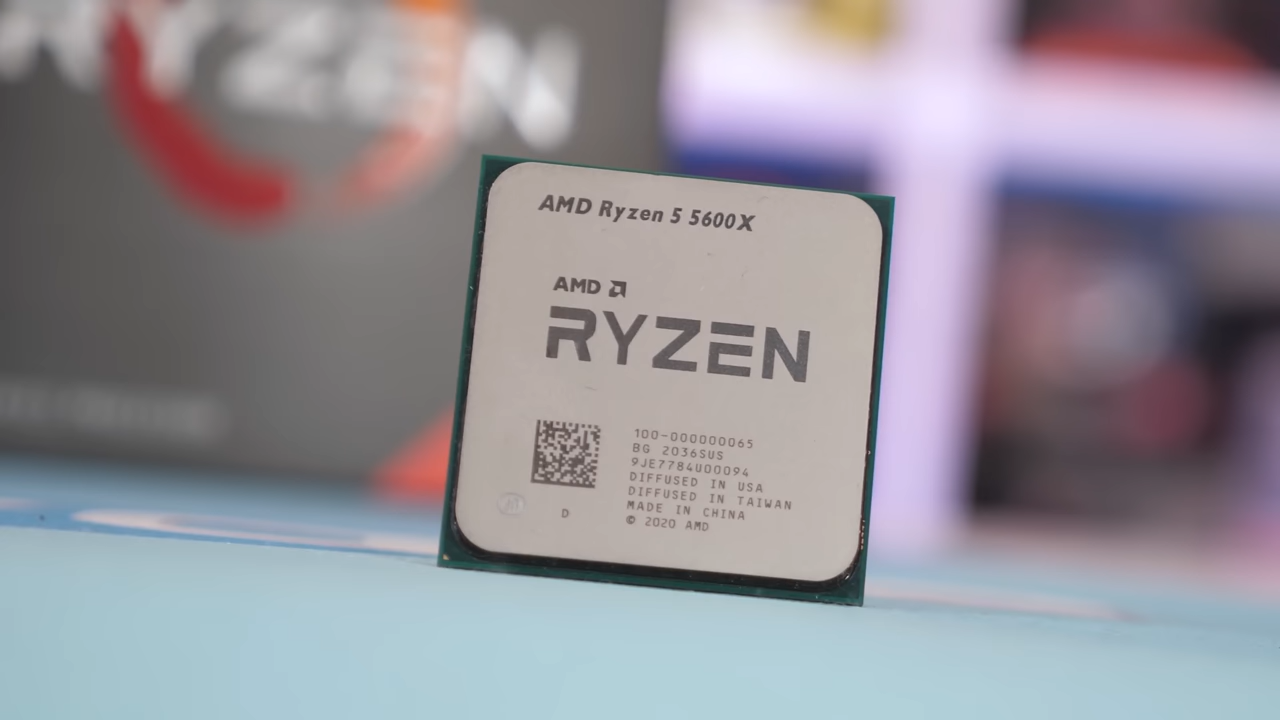 RYZEN
AMD Ryzen 5 5600X
AMD
RYZEN
100-000000065
BG 2036SUS
9JE7784U00094
DIFFUSED IN USA
DIFFUSED IN TAIWAN
MADE IN CHINA
© 2020 AMD
D